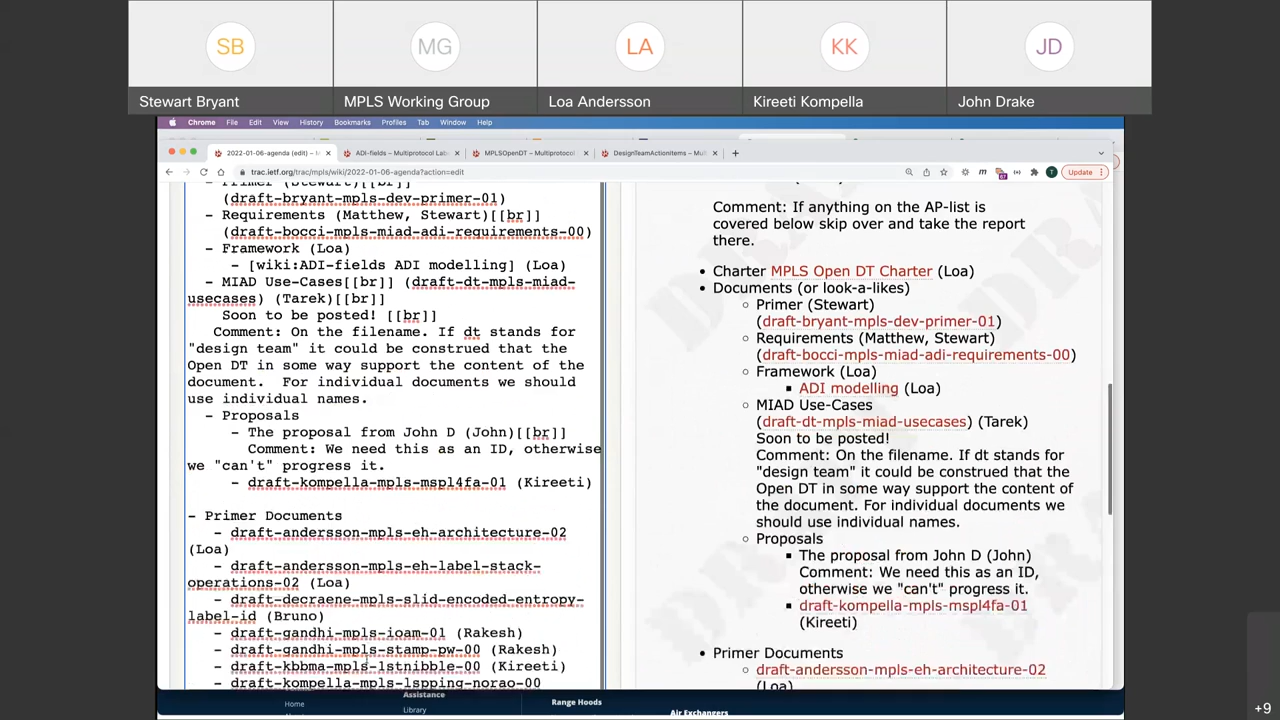 SB
MG
LA
KK
JD
Stewart Bryant
MPLS Working Group
Loa Andersson
Kireeti Kompella
John Drake
Chrome File Edit View History Bookmarks Profiles Tab Window Help
2022-01-06-agenda (edit) – M
ADI-fields – Multiprotocol Lab
MPLSOpenDT – Multiprotocol
DesignTeamActionItems – Mult
trac.ietf.org/trac/mpls/wiki/2022-01-06-agenda?action=edit
Update
- Primer (Stewart)[[br]]
(draft-bryant-mpls-dev-primer-01)
- Requirements (Matthew, Stewart)[[br]]
(draft-bocci-mpls-miad-adi-requirements-00)
- Framework (Loa)
- [wiki:ADI-fields ADI modelling] (Loa)
- MIAD Use-Cases[[br]] (draft-dt-mpls-miad-
usecases) (Tarek)[[br]]
Soon to be posted! [[br]]
Comment: On the filename. If dt stands for
"design team" it could be construed that the
Open DT in some way support the content of the
document.  For individual documents we should
use individual names.
- Proposals
- The proposal from John D (John)[[br]]
Comment: We need this as an ID, otherwise
we "can't" progress it.
- draft-kompella-mpls-mspl4fa-01 (Kireeti)
- Primer Documents
- draft-andersson-mpls-eh-architecture-02
(Loa)
- draft-andersson-mpls-eh-label-stack-
operations-02 (Loa)
- draft-decraene-mpls-slid-encoded-entropy-
label-id (Bruno)
- draft-gandhi-mpls-ioam-01 (Rakesh)
- draft-gandhi-mpls-stamp-pw-00 (Rakesh)
- draft-kbbma-mpls-1stnibble-00 (Kireeti)
- draft-kompella-mpls-lspping-norao-00
Comment: If anything on the AP-list is
covered below skip over and take the report
there.
• Charter MPLS Open DT Charter (Loa)
• Documents (or look-a-likes)
Primer (Stewart)
(draft-bryant-mpls-dev-primer-01)
Requirements (Matthew, Stewart)
(draft-bocci-mpls-miad-adi-requirements-00)
Framework (Loa)
ADI modelling (Loa)
MIAD Use-Cases
(draft-dt-mpls-miad-usecases) (Tarek)
Soon to be posted!
Comment: On the filename. If dt stands for
"design team" it could be construed that the
Open DT in some way support the content of
the document. For individual documents we
should use individual names.
Proposals
The proposal from John D (John)
Comment: We need this as an ID,
otherwise we "can't" progress it.
draft-kompella-mpls-mspl4fa-01
(Kireeti)
Primer Documents
draft-andersson-mpls-eh-architecture-02
(Loa)
Assistance
Home
Library
Range Hoods
Air Exchangers
+9